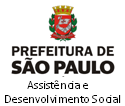 PREFEITURA DE
SÃO PAULO
Assistência e
Desenvolvimento Social